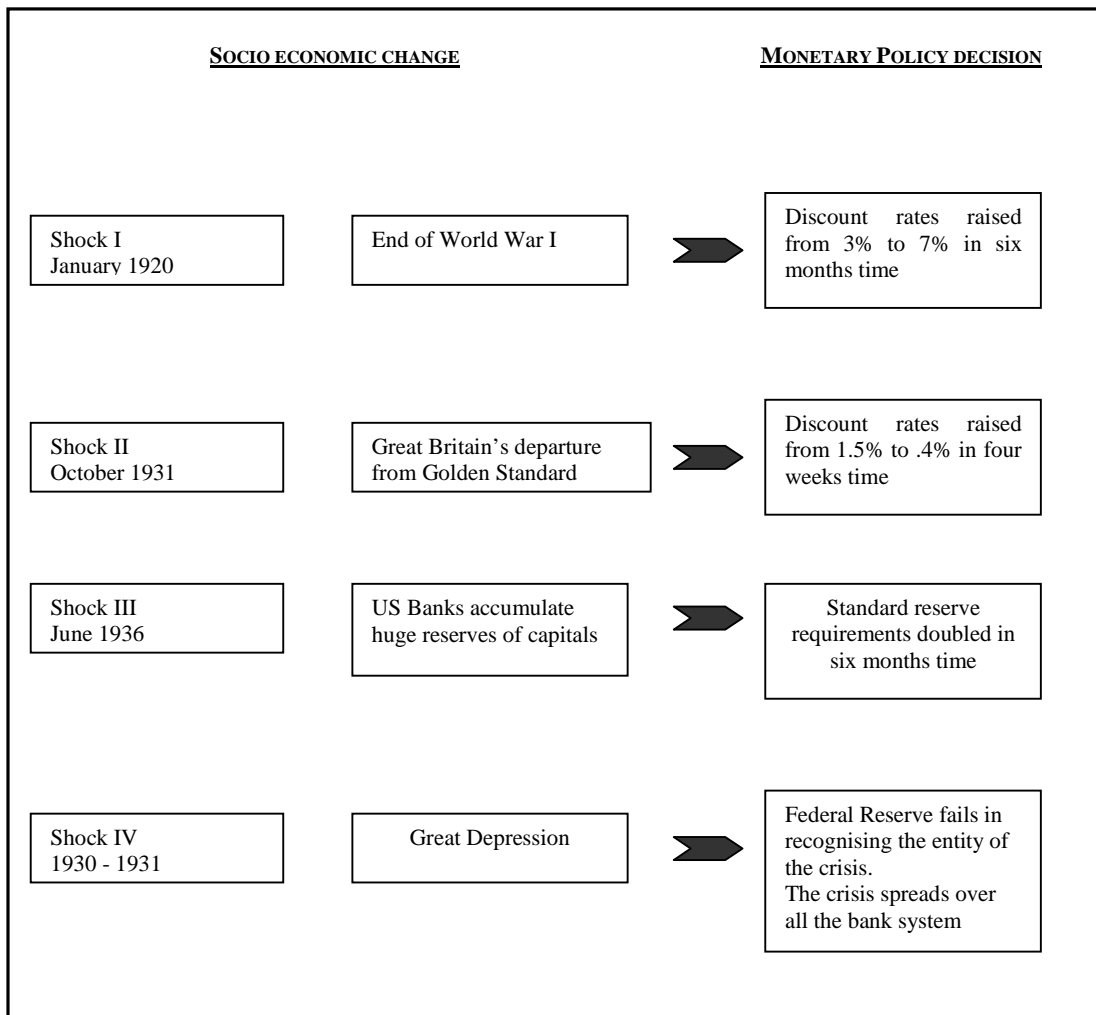 SOCIO ECONOMIC CHANGE
MONETARY POLICY DECISION
Shock I
January 1920
End of World War I
Discount rates raised
from 3% to 7% in six
months time
Shock II
October 1931
Great Britain’s departure
from Golden Standard
Discount rates raised
from 1.5% to .4% in four
weeks time
Shock III
June 1936
US Banks accumulate
huge reserves of capitals
Standard reserve
requirements doubled in
six months time
Shock IV
1930 - 1931
Great Depression
Federal Reserve fails in
recognising the entity of
the crisis.
The crisis spreads over
all the bank system